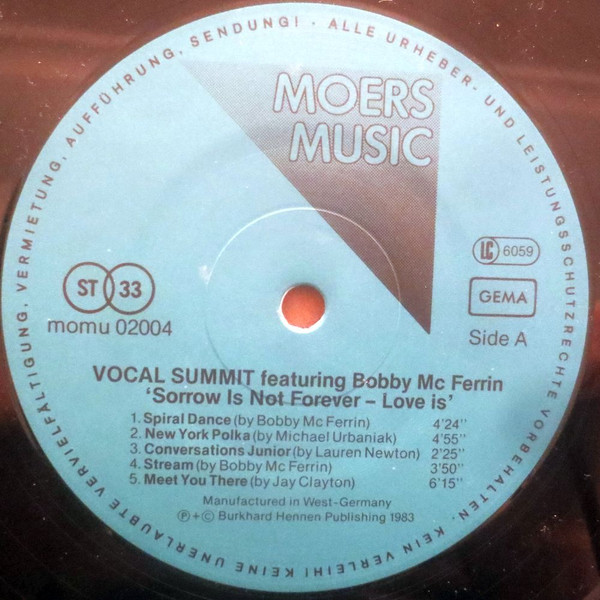 ALLE URHEBER- UND LEISTUNGSSCHUTZRECHTE VORBEHALTEN. KEIN VERLEIH! KEINE UNERLAUBTE VERVIELFÄLTIGUNG, VERMIETUNG, AUFFÜHRUNG, SENDUNG! ·
MOERS
MUSIC
LC 6059
GEMA
ST 33
momu 02004
Side A
VOCAL SUMMIT featuring Bobby Mc Ferrin
‘Sorrow Is Not Forever – Love is’
1. Spiral Dance (by Bobby Mc Ferrin) 4'24"
2. New York Polka (by Michael Urbaniak) 4'55"
3. Conversations Junior (by Lauren Newton) 2'25"
4. Stream (by Bobby Mc Ferrin) 3'50"
5. Meet You There (by Jay Clayton) 6'15"
Manufactured in West-Germany
℗+© Burkhard Hennen Publishing 1983